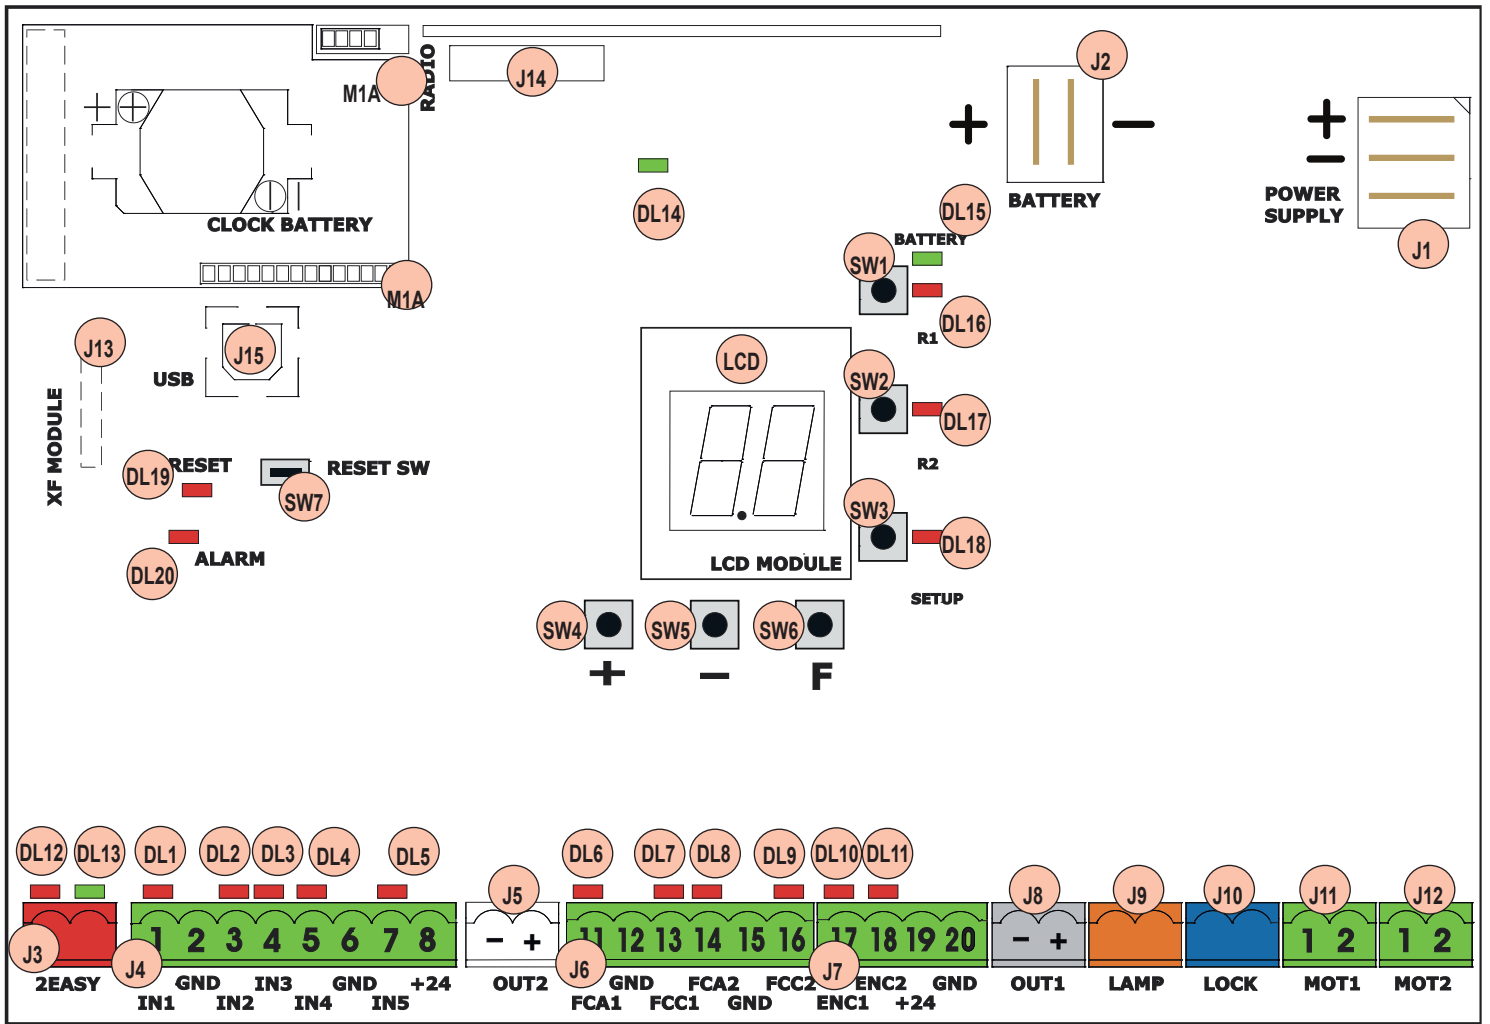 RADIO
J14
J2
M1A
+
-
+
-
POWER
SUPPLY
J1
BATTERY
CLOCK BATTERY
DL14
DL15
BATTERY
SW1
M1A
DL16
R1
J13
J15
USB
LCD
SW2
DL17
R2
XF MODULE
DL19
RESET
RESET SW
SW7
SW3
DL18
ALARM
DL20
LCD MODULE
SETUP
SW4
SW5
SW6
+
-
F
DL12 DL13 DL1 DL2 DL3 DL4 DL5 DL6 DL7 DL8 DL9 DL10 DL11
J5 J8 J9 J10 J11 J12
J3 J4 J6 J7
1 2 3 4 5 6 7 8 - + 11 12 13 14 15 16 17 18 19 20 - + 1 2 1 2
2EASY GND IN3 GND +24 OUT2 GND FCA2 FCC2 ENC2 GND OUT1 LAMP LOCK MOT1 MOT2
IN1 IN2 IN4 IN5 FCA1 FCC1 GND ENC1 +24